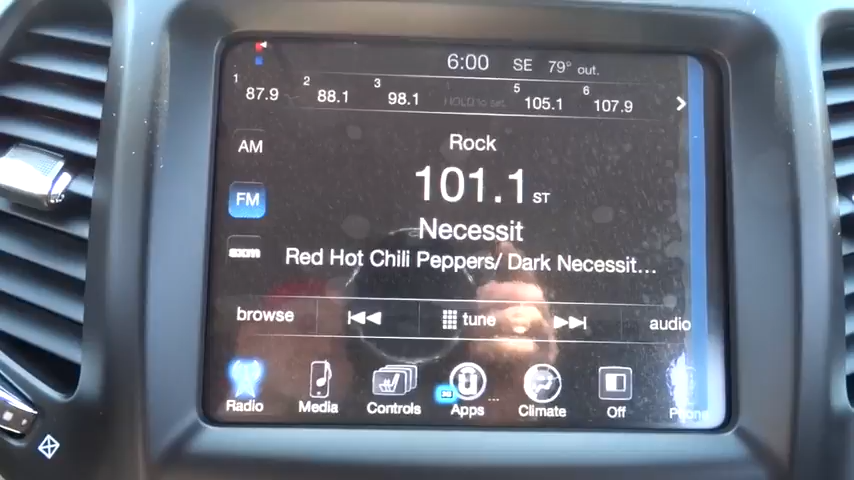 6:00 SE 79° out.
1 87.9 2 88.1 3 98.1 HOLD to set 5 105.1 6 107.9
AM
Rock
FM
101.1 ST
Necessit
sxm
Red Hot Chili Peppers/ Dark Necessit...
browse tune audio
Radio Media Controls Apps Climate Off Phone